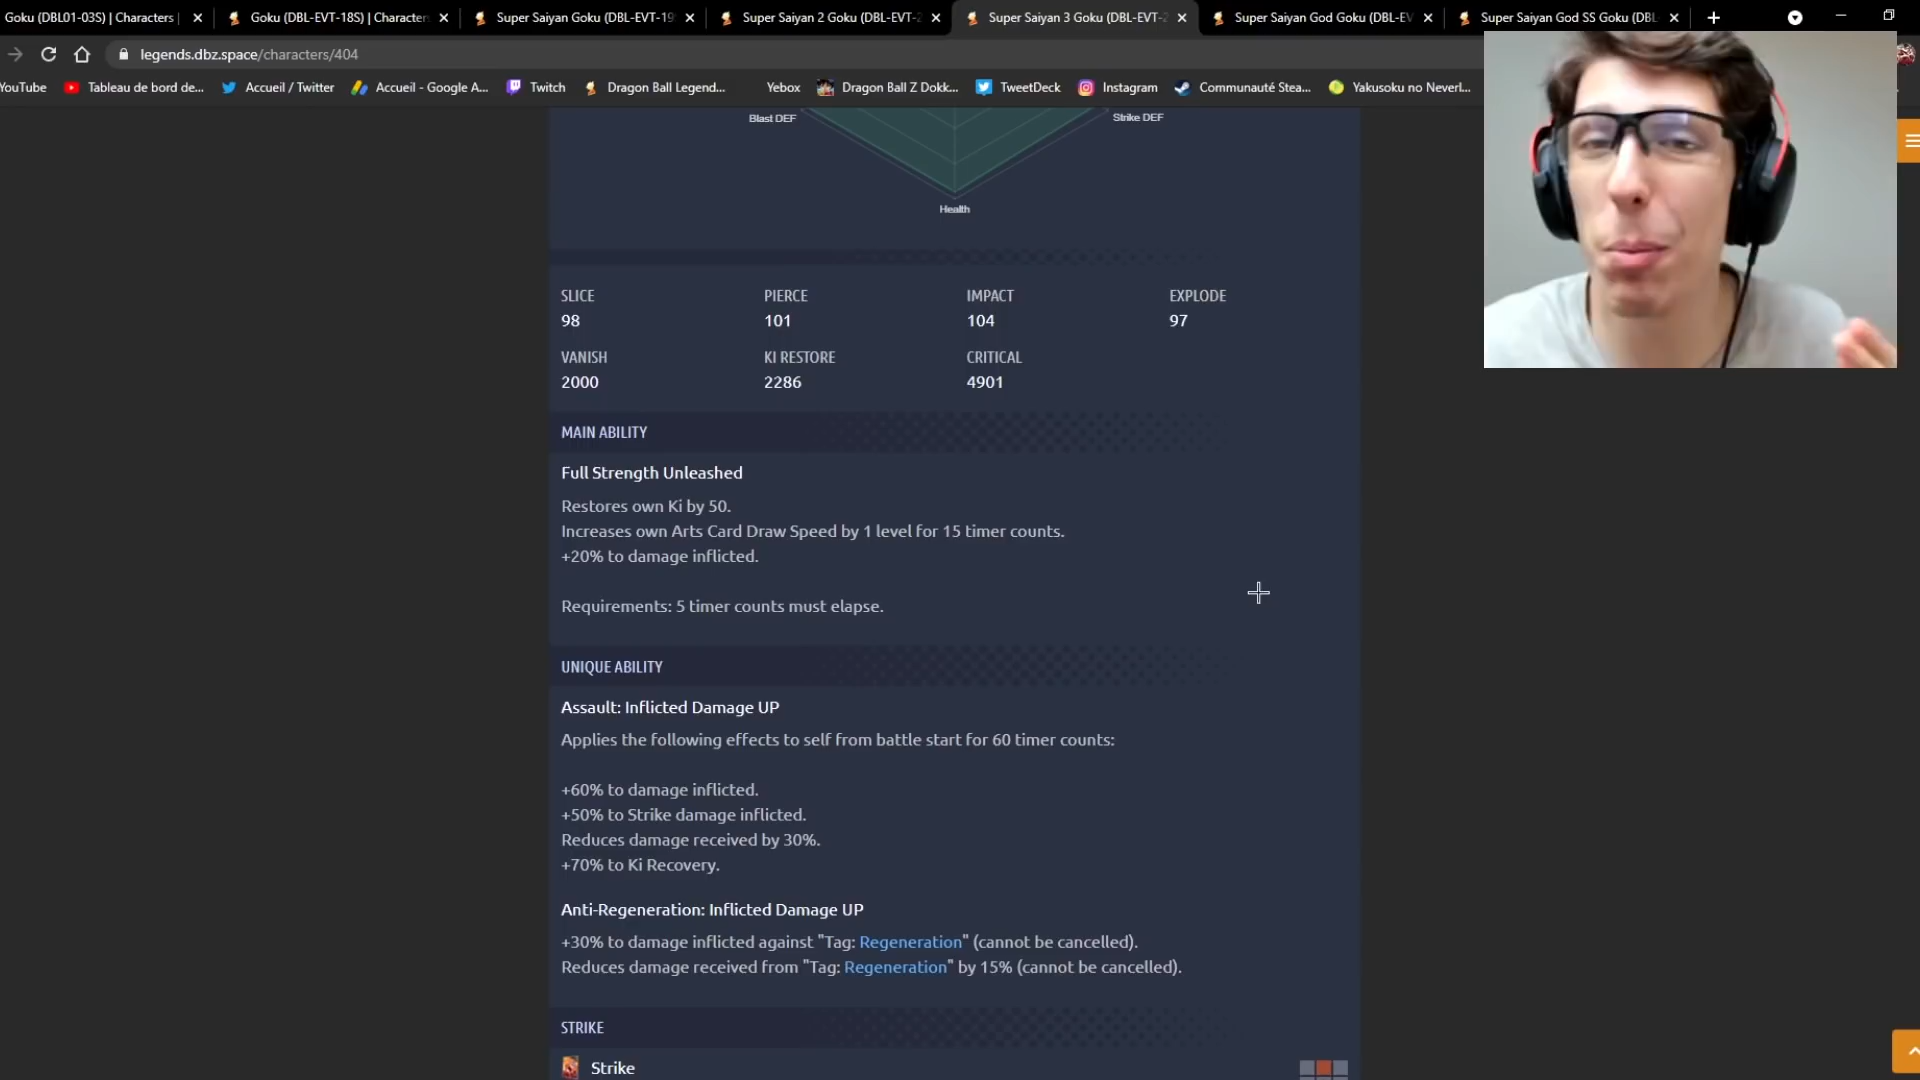 Goku (DBL01-03S) | Characters
Goku (DBL-EVT-18S) | Character
Super Saiyan Goku (DBL-EVT-19
Super Saiyan 2 Goku (DBL-EVT-2
Super Saiyan 3 Goku (DBL-EVT-2
Super Saiyan God Goku (DBL-EV
Super Saiyan God SS Goku (DBL-
legends.dbz.space/characters/404
YouTube
Tableau de bord de...
Accueil / Twitter
Accueil - Google A...
Twitch
Dragon Ball Legend...
Yebox
Dragon Ball Z Dokk...
TweetDeck
Instagram
Communauté Stea...
Yakusoku no Neverl...
Blast DEF
Strike DEF
Health
SLICE PIERCE IMPACT EXPLODE
98 101 104 97
VANISH KI RESTORE CRITICAL
2000 2286 4901
MAIN ABILITY
Full Strength Unleashed
Restores own Ki by 50.
Increases own Arts Card Draw Speed by 1 level for 15 timer counts.
+20% to damage inflicted.
Requirements: 5 timer counts must elapse.
UNIQUE ABILITY
Assault: Inflicted Damage UP
Applies the following effects to self from battle start for 60 timer counts:
+60% to damage inflicted.
+50% to Strike damage inflicted.
Reduces damage received by 30%.
+70% to Ki Recovery.
Anti-Regeneration: Inflicted Damage UP
+30% to damage inflicted against "Tag: Regeneration" (cannot be cancelled).
Reduces damage received from "Tag: Regeneration" by 15% (cannot be cancelled).
STRIKE
Strike